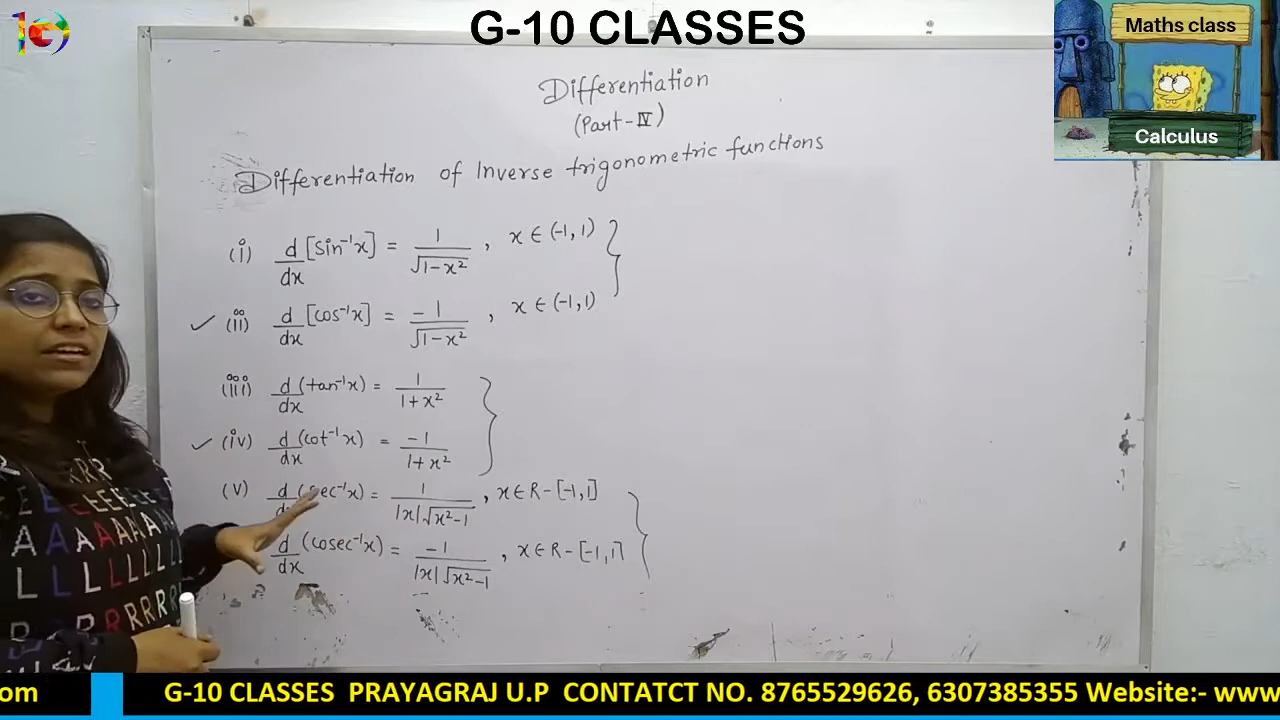 G-10 CLASSES
Maths class
Calculus
Differentiation
(Part-IV)
Differentiation of Inverse trigonometric functions
(i) d/dx [sin⁻¹x] = 1/√(1-x²), x ∈ (-1,1)
✓ (ii) d/dx [cos⁻¹x] = -1/√(1-x²), x ∈ (-1,1)
(iii) d/dx (tan⁻¹x) = 1/(1+x²)
✓ (iv) d/dx (cot⁻¹x) = -1/(1+x²)
(v) d/dx (sec⁻¹x) = 1/(|x|√(x²-1)), x ∈ R-[-1,1]
d/dx (cosec⁻¹x) = -1/(|x|√(x²-1)), x ∈ R-[-1,1]
om G-10 CLASSES PRAYAGRAJ U.P CONTATCT NO. 8765529626, 6307385355 Website:- www